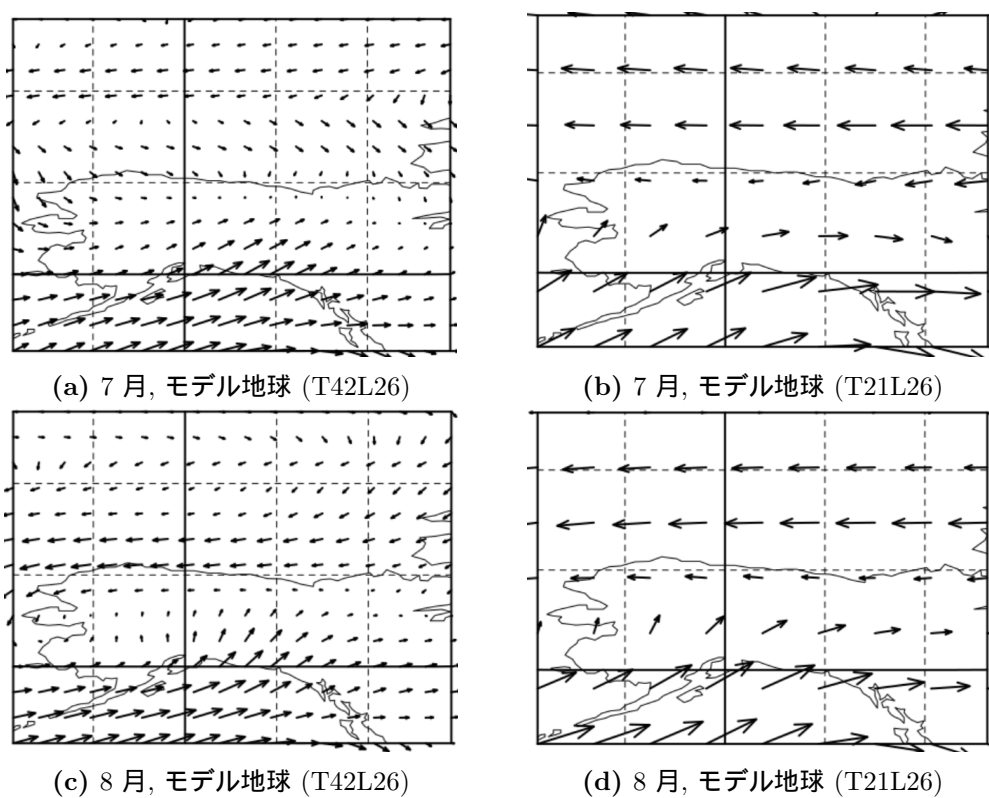 (a) 7 月, モデル地球 (T42L26)
(b) 7 月, モデル地球 (T21L26)
(c) 8 月, モデル地球 (T42L26)
(d) 8 月, モデル地球 (T21L26)